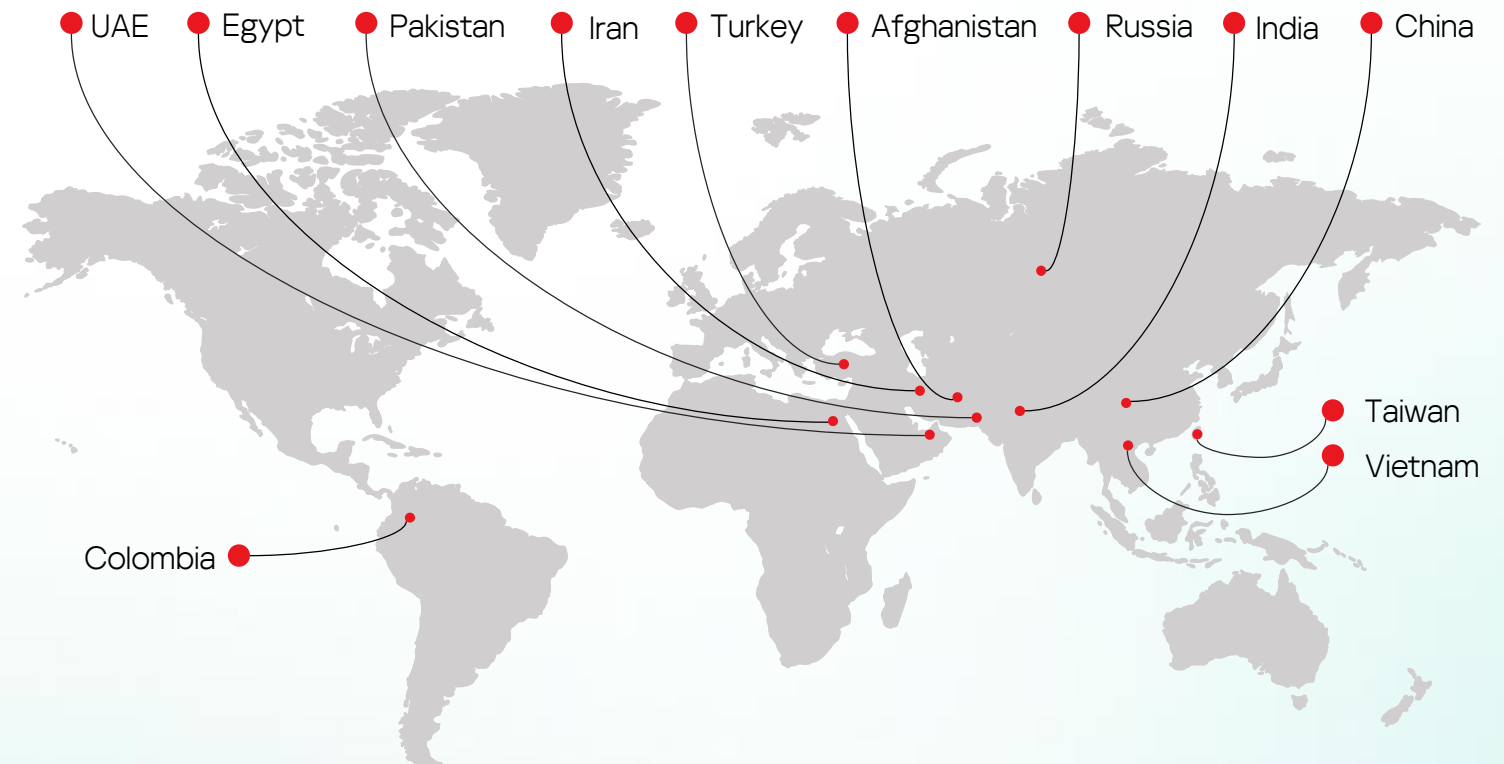 UAE
Egypt
Pakistan
Iran
Turkey
Afghanistan
Russia
India
China
Taiwan
Vietnam
Colombia